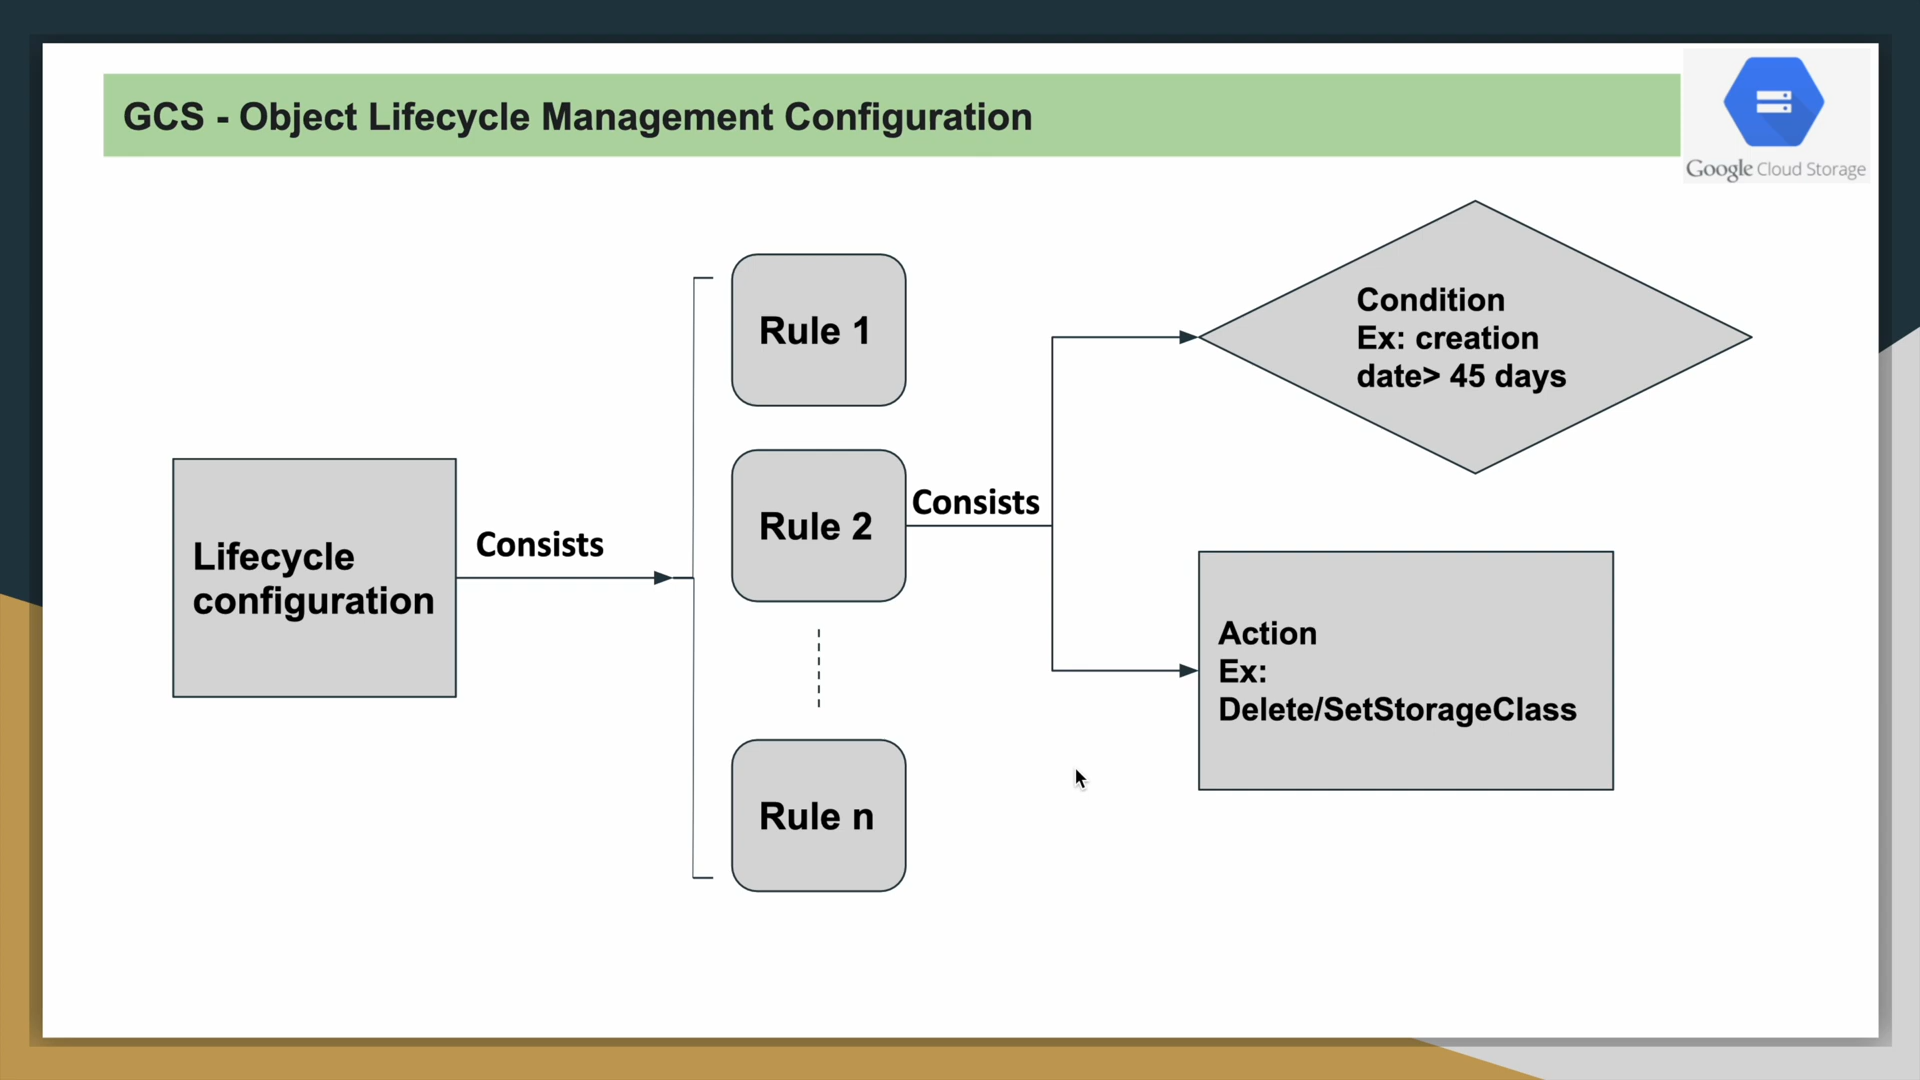 GCS - Object Lifecycle Management Configuration
Google Cloud Storage
Lifecycle
configuration
Consists
Rule 1
Rule 2
Rule n
Consists
Condition
Ex: creation
date> 45 days
Action
Ex:
Delete/SetStorageClass